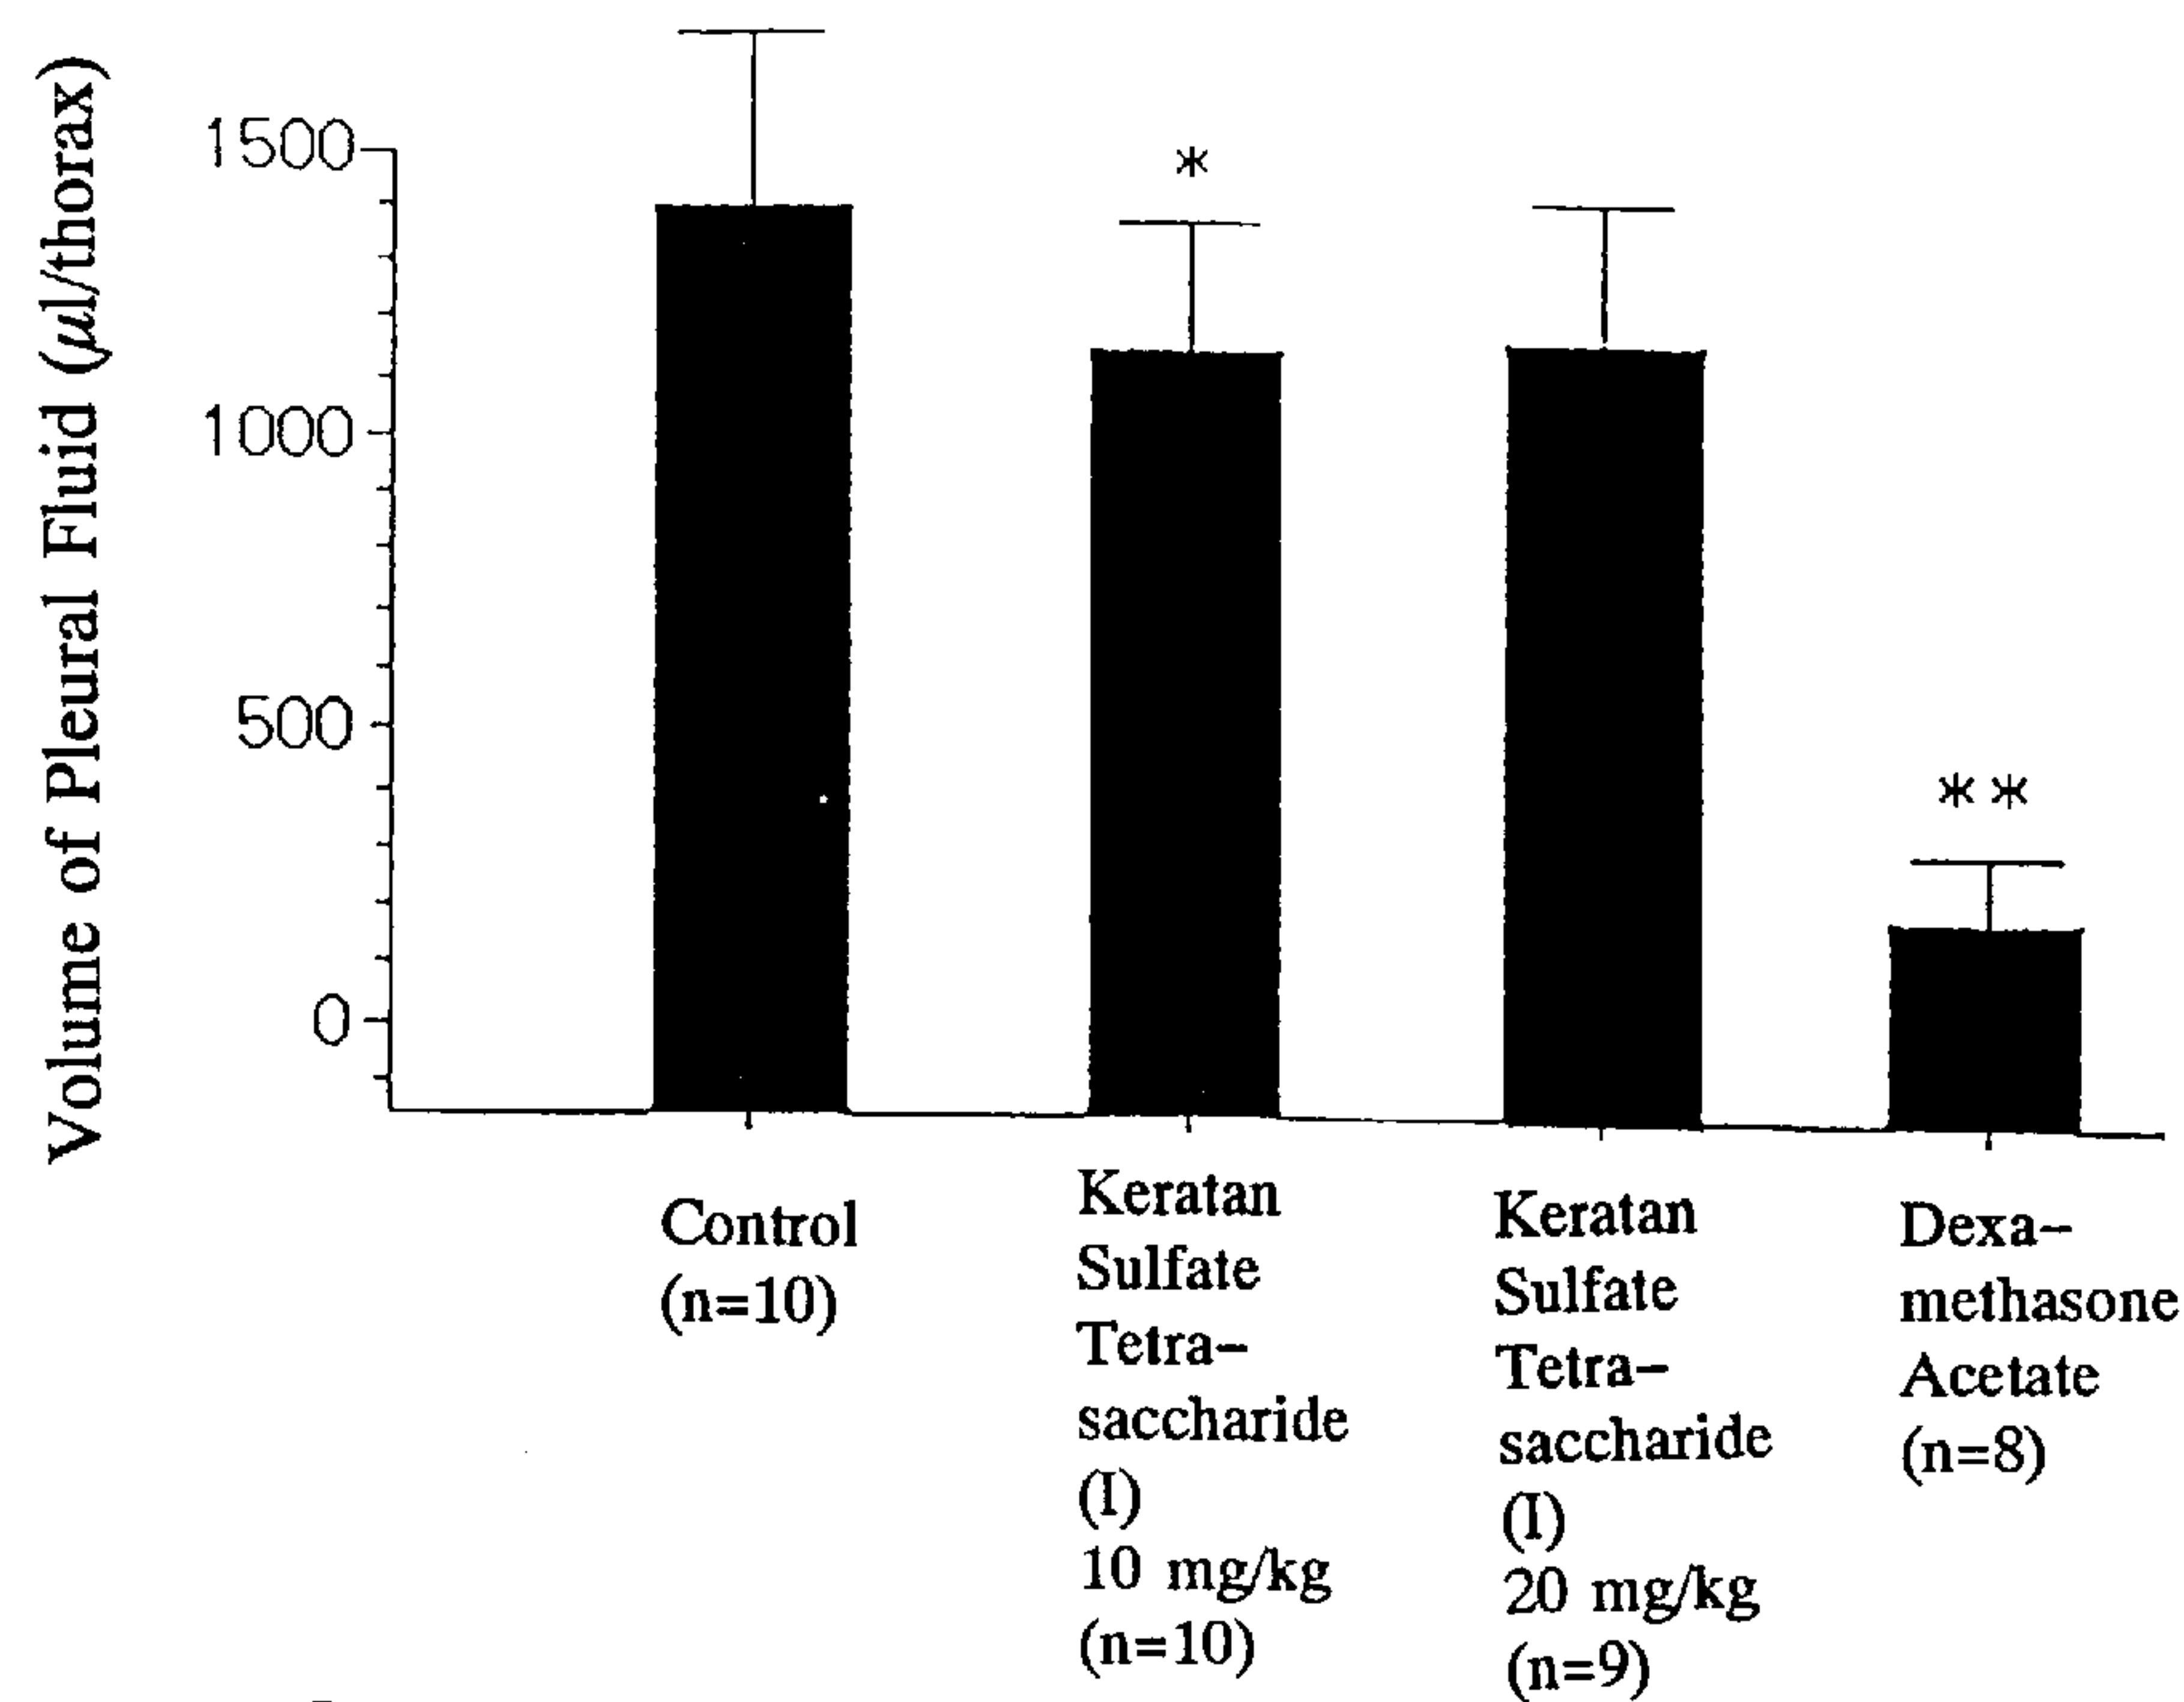 Volume of Pleural Fluid (μl/thorax)
1500
1000
500
0
*
**
Control
(n=10)
Keratan
Sulfate
Tetra–
saccharide
(I)
10 mg/kg
(n=10)
Keratan
Sulfate
Tetra–
saccharide
(I)
20 mg/kg
(n=9)
Dexa–
methasone
Acetate
(n=8)